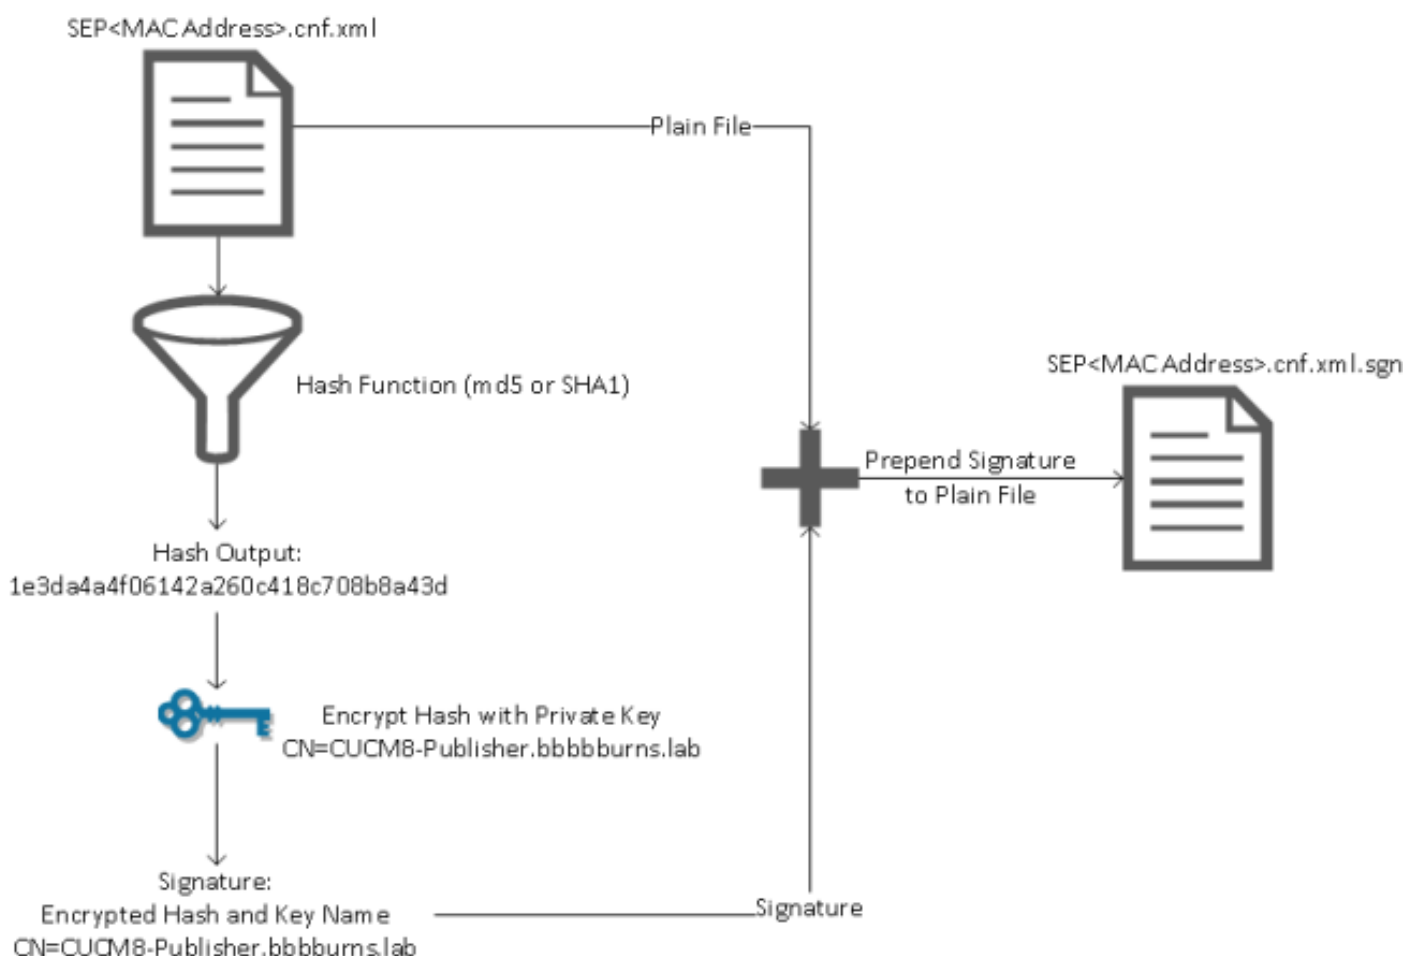 SEP<MAC Address>.cnf.xml
Plain File
Hash Function (md5 or SHA1)
SEP<MAC Address>.cnf.xml.sgn
Prepend Signature
to Plain File
Hash Output:
1e3da4a4f06142a260c418c708b8a43d
Encrypt Hash with Private Key
CN=CUCM8-Publisher.bbbbburns.lab
Signature:
Encrypted Hash and Key Name
CN=CUCM8-Publisher.bbbburns.lab
Signature